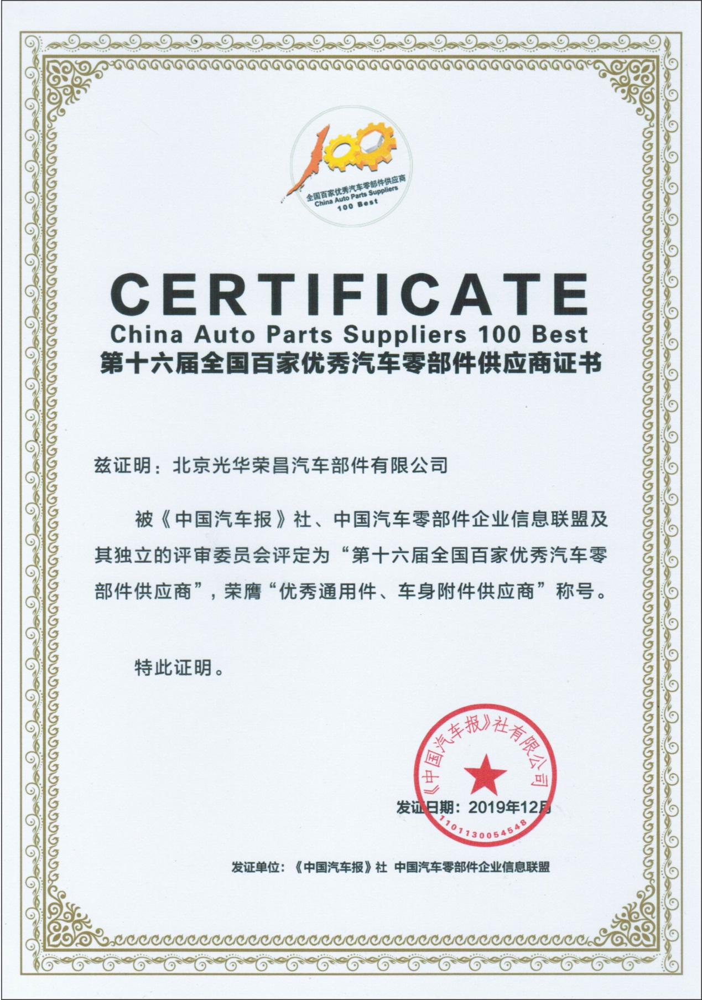 100
全国百家优秀汽车零部件供应商
China Auto Parts Suppliers
100 Best
CERTIFICATE
China Auto Parts Suppliers 100 Best
第十六届全国百家优秀汽车零部件供应商证书
兹证明：北京光华荣昌汽车部件有限公司
被《中国汽车报》社、中国汽车零部件企业信息联盟及
其独立的评审委员会评定为“第十六届全国百家优秀汽车零
部件供应商”，荣膺“优秀通用件、车身附件供应商”称号。
特此证明。
《中国汽车报》社有限公司
发证日期：2019年12月
1101130054548
发证单位：《中国汽车报》社 中国汽车零部件企业信息联盟